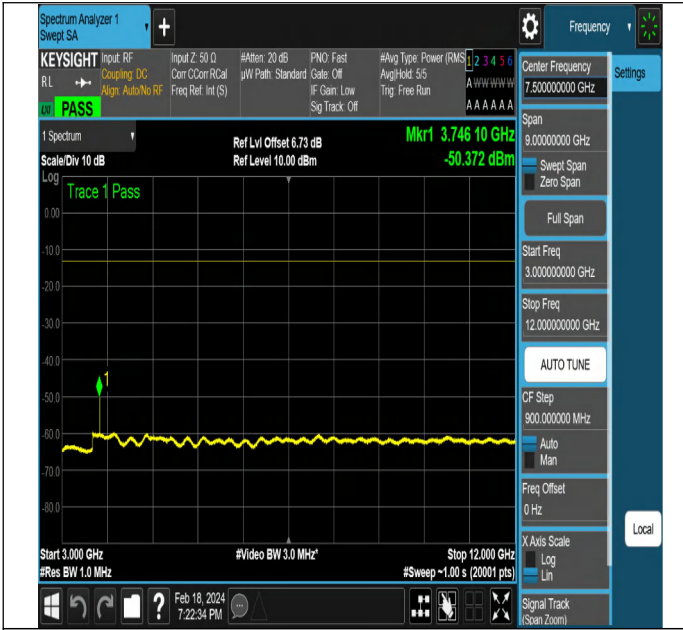 Spectrum Analyzer 1
Swept SA
Frequency
KEYSIGHT
RL
LXI PASS
Input: RF
Coupling: DC
Align: Auto/No RF
Input Z: 50 Ω
Corr CCorr RCal
Freq Ref: Int (S)
#Atten: 20 dB
µW Path: Standard
PNO: Fast
Gate: Off
IF Gain: Low
Sig Track: Off
#Avg Type: Power (RMS
Avg|Hold: 5/5
Trig: Free Run
1 2 3 4 5 6
A W W W W W
A A A A A A
1 Spectrum
Scale/Div 10 dB
Ref Lvl Offset 6.73 dB
Ref Level 10.00 dBm
Mkr1 3.746 10 GHz
-50.372 dBm
Log
Trace 1 Pass
0.00
-10.0
-20.0
-30.0
-40.0
-50.0
-60.0
-70.0
-80.0
1
Start 3.000 GHz
#Res BW 1.0 MHz
#Video BW 3.0 MHz*
Stop 12.000 GHz
#Sweep ~1.00 s (20001 pts)
Feb 18, 2024
7:22:34 PM
Center Frequency
7.500000000 GHz
Settings
Span
9.00000000 GHz
Swept Span
Zero Span
Full Span
Start Freq
3.000000000 GHz
Stop Freq
12.000000000 GHz
AUTO TUNE
CF Step
900.000000 MHz
Auto
Man
Freq Offset
0 Hz
X Axis Scale
Log
Lin
Local
Signal Track
(Span Zoom)